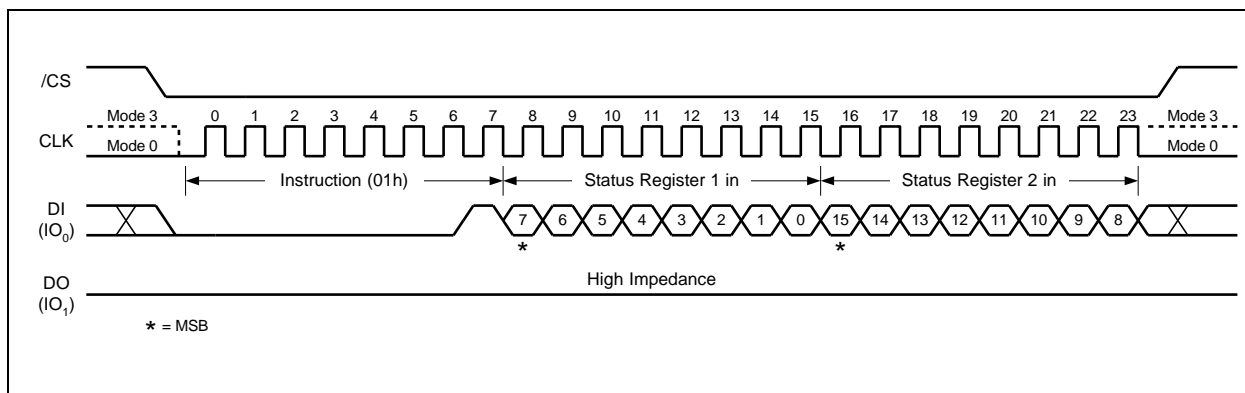 /CS
Mode 3 0 1 2 3 4 5 6 7 8 9 10 11 12 13 14 15 16 17 18 19 20 21 22 23 Mode 3
CLK
Mode 0 Mode 0
Instruction (01h) Status Register 1 in Status Register 2 in
DI
(IO0) 7 6 5 4 3 2 1 0 15 14 13 12 11 10 9 8
* *
High Impedance
DO
(IO1)
* = MSB